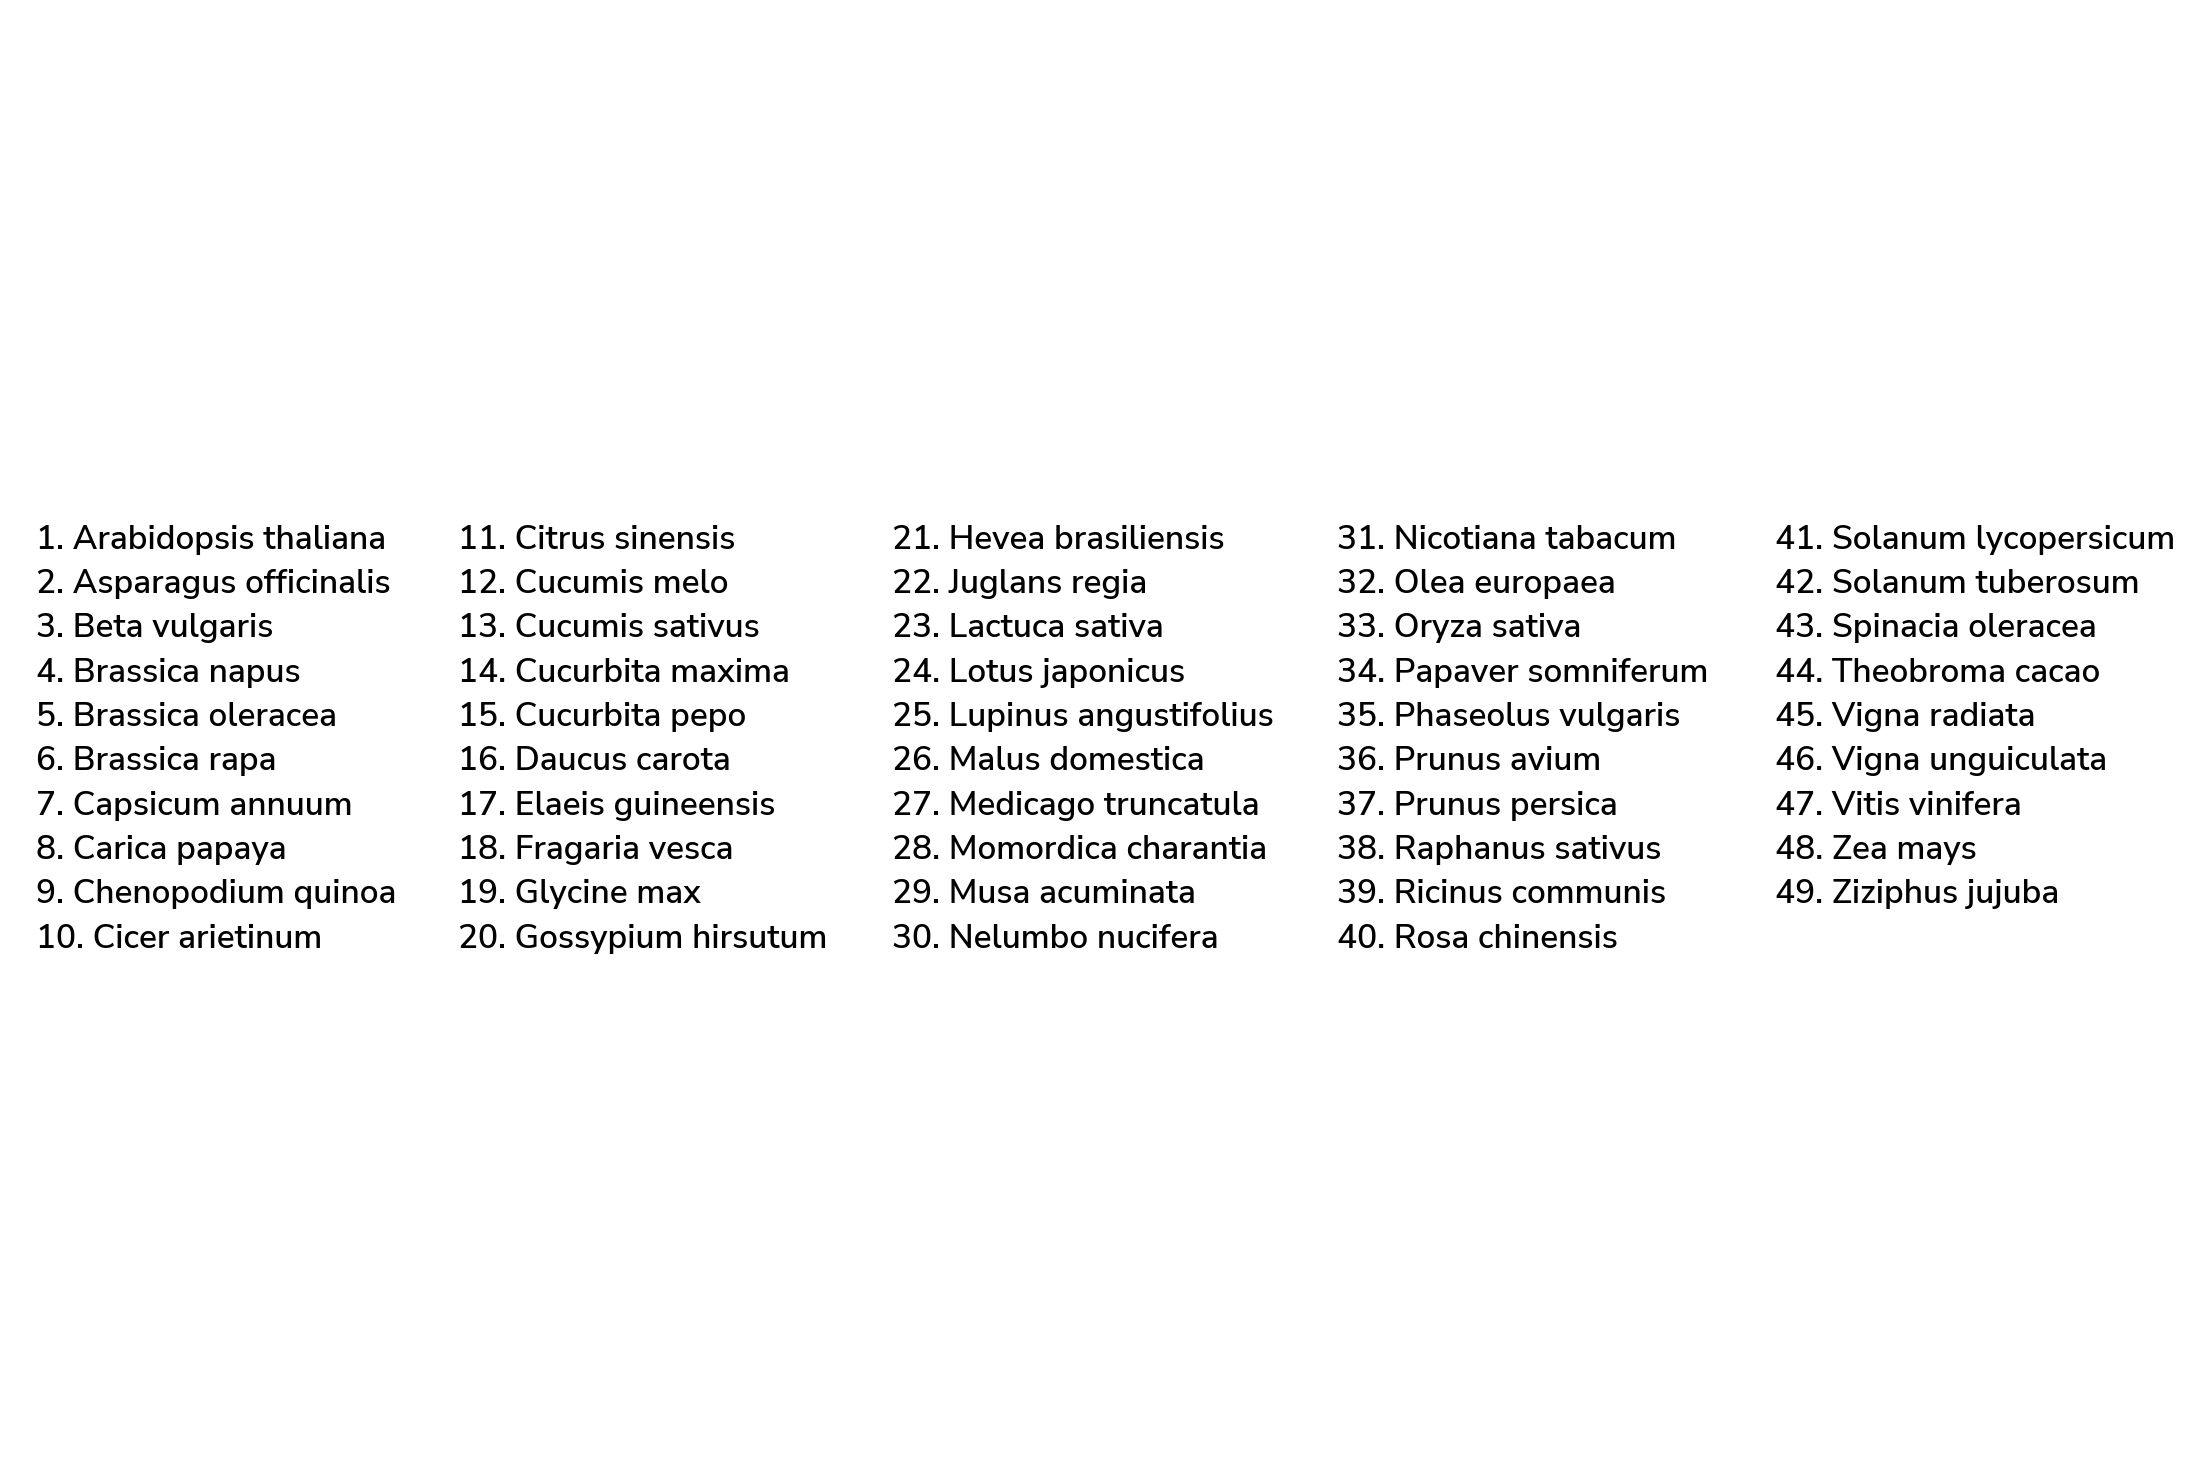 1. Arabidopsis thaliana
2. Asparagus officinalis
3. Beta vulgaris
4. Brassica napus
5. Brassica oleracea
6. Brassica rapa
7. Capsicum annuum
8. Carica papaya
9. Chenopodium quinoa
10. Cicer arietinum
11. Citrus sinensis
12. Cucumis melo
13. Cucumis sativus
14. Cucurbita maxima
15. Cucurbita pepo
16. Daucus carota
17. Elaeis guineensis
18. Fragaria vesca
19. Glycine max
20. Gossypium hirsutum
21. Hevea brasiliensis
22. Juglans regia
23. Lactuca sativa
24. Lotus japonicus
25. Lupinus angustifolius
26. Malus domestica
27. Medicago truncatula
28. Momordica charantia
29. Musa acuminata
30. Nelumbo nucifera
31. Nicotiana tabacum
32. Olea europaea
33. Oryza sativa
34. Papaver somniferum
35. Phaseolus vulgaris
36. Prunus avium
37. Prunus persica
38. Raphanus sativus
39. Ricinus communis
40. Rosa chinensis
41. Solanum lycopersicum
42. Solanum tuberosum
43. Spinacia oleracea
44. Theobroma cacao
45. Vigna radiata
46. Vigna unguiculata
47. Vitis vinifera
48. Zea mays
49. Ziziphus jujuba